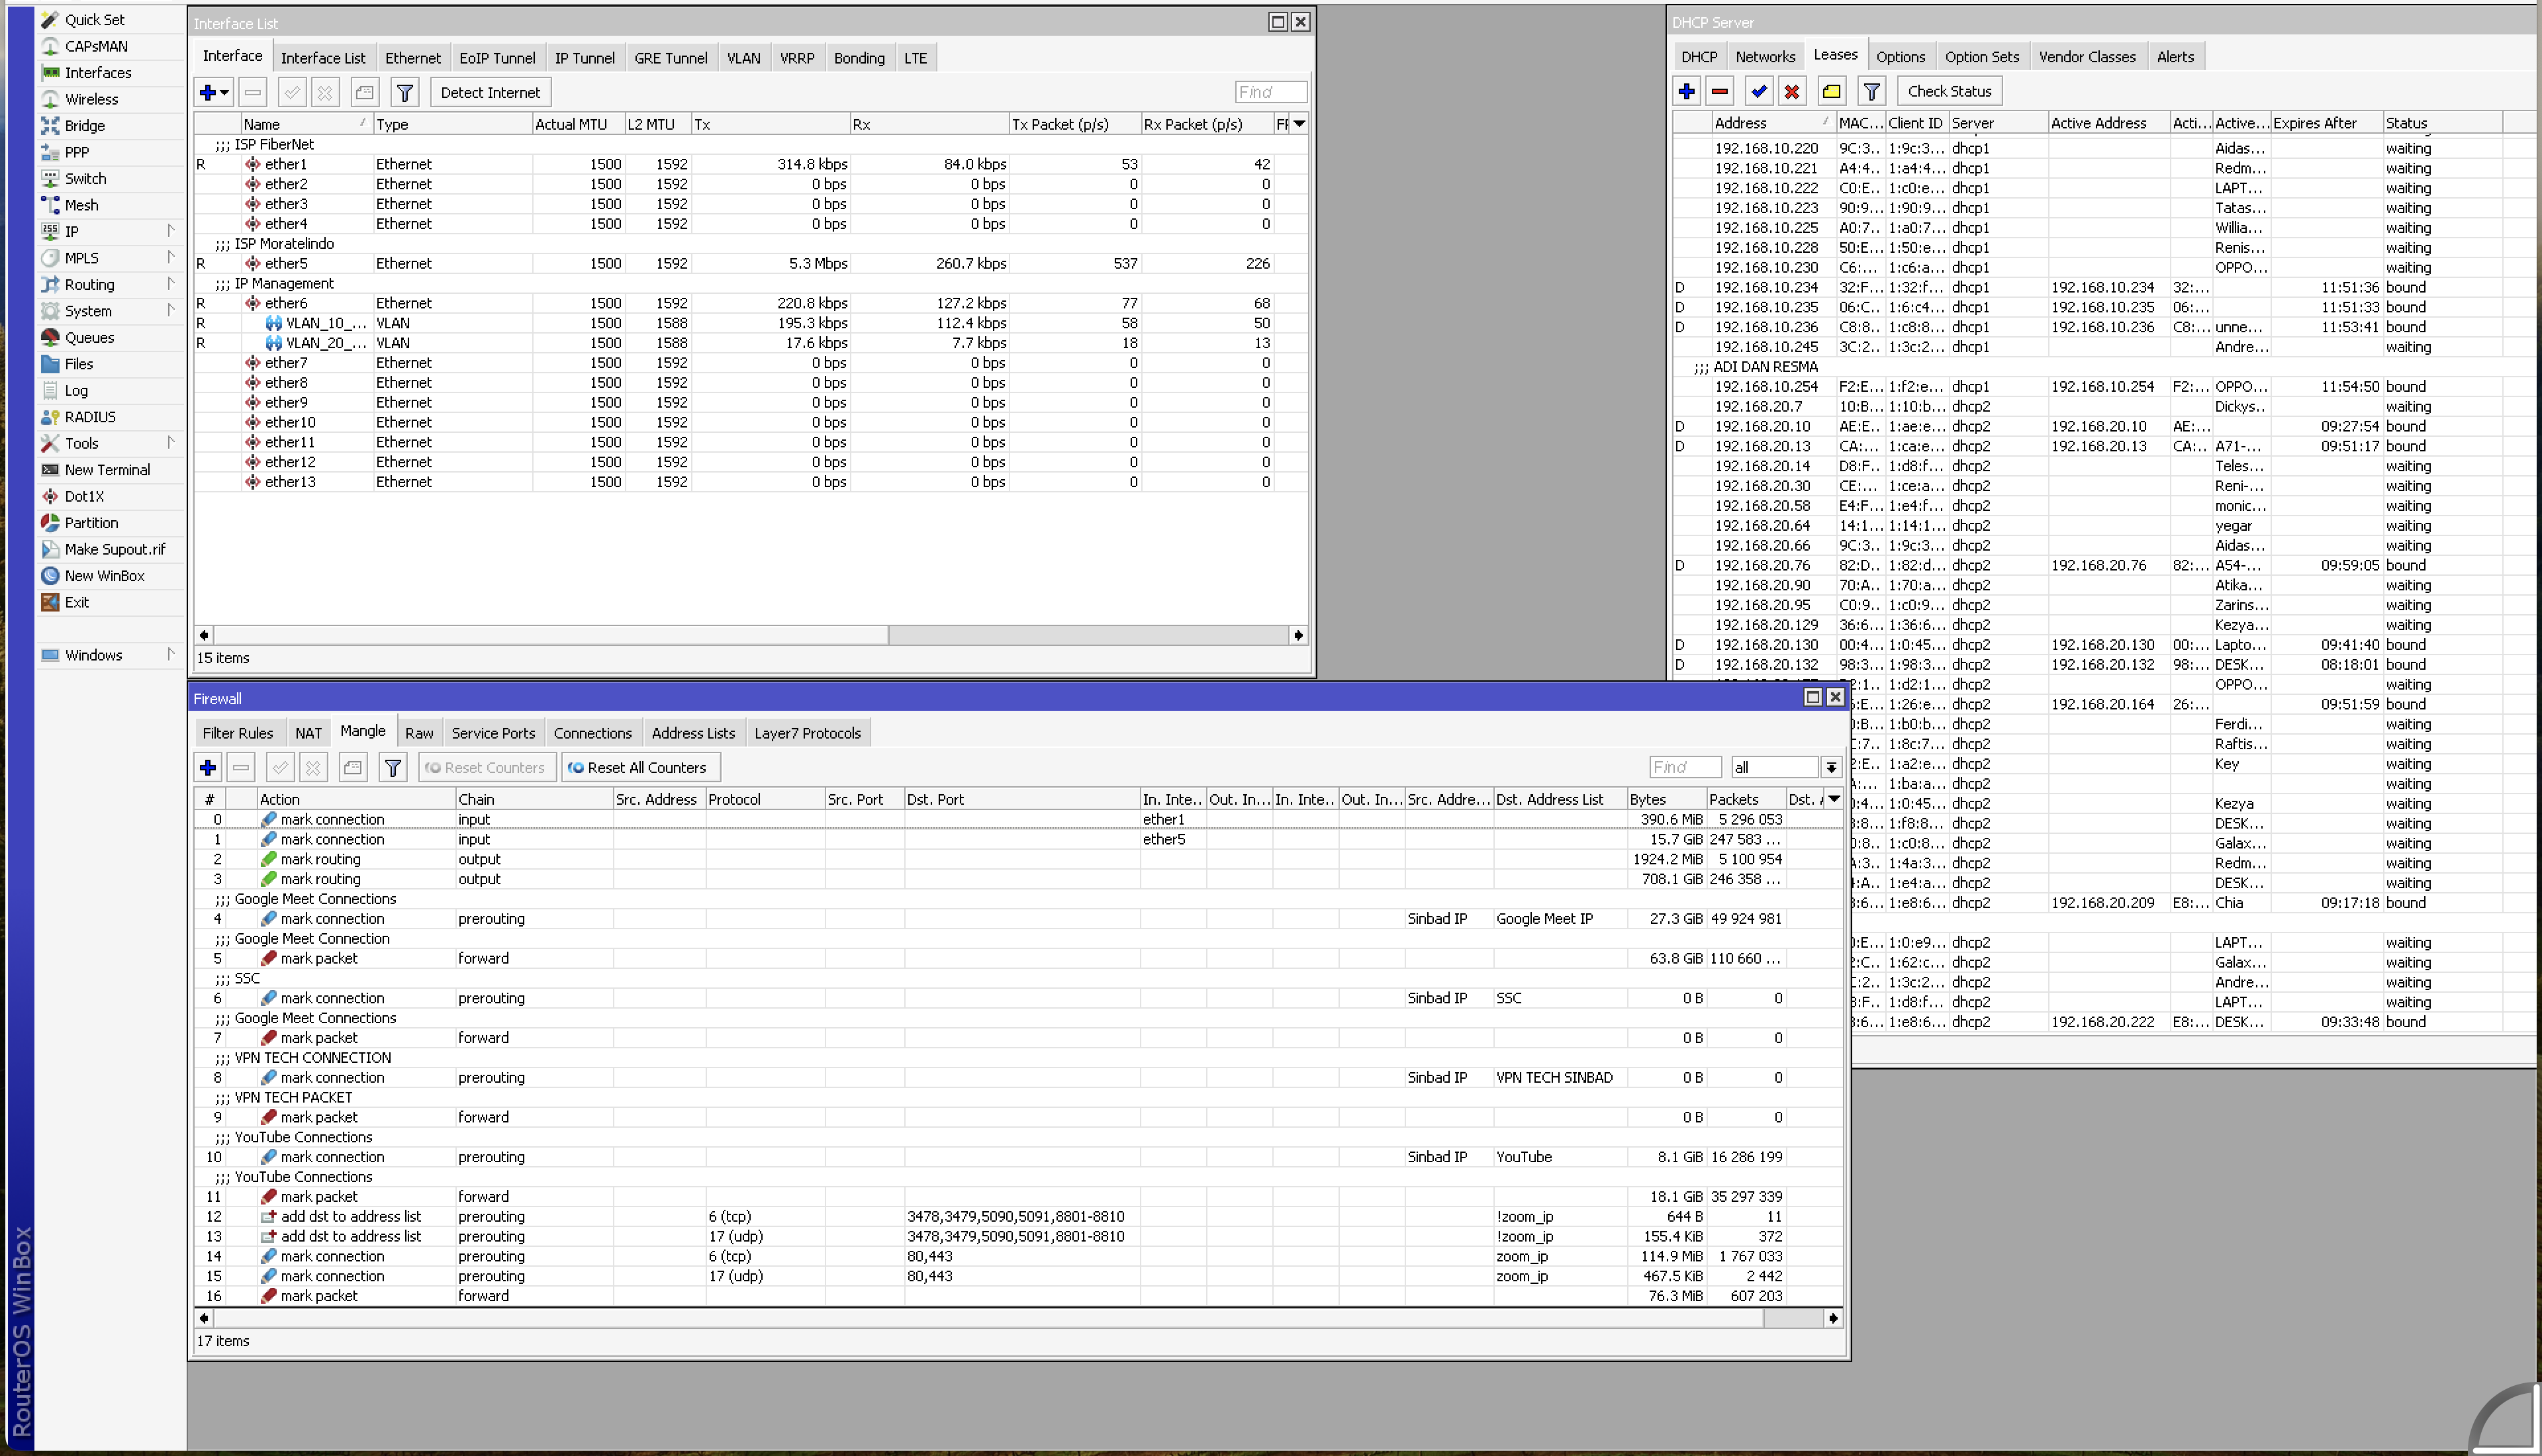 Quick Set
CAPsMAN
Interfaces
Wireless
Bridge
PPP
Switch
Mesh
IP
MPLS
Routing
System
Queues
Files
Log
RADIUS
Tools
New Terminal
Dot1X
Partition
Make Supout.rif
New WinBox
Exit
Windows
RouterOS WinBox
Interface List
Interface Interface List Ethernet EoIP Tunnel IP Tunnel GRE Tunnel VLAN VRRP Bonding LTE
Detect Internet Find
Name Type Actual MTU L2 MTU Tx Rx Tx Packet (p/s) Rx Packet (p/s)
;;; ISP FiberNet
R ether1 Ethernet 1500 1592 314.8 kbps 84.0 kbps 53 42
ether2 Ethernet 1500 1592 0 bps 0 bps 0 0
ether3 Ethernet 1500 1592 0 bps 0 bps 0 0
ether4 Ethernet 1500 1592 0 bps 0 bps 0 0
;;; ISP Moratelindo
R ether5 Ethernet 1500 1592 5.3 Mbps 260.7 kbps 537 226
;;; IP Management
R ether6 Ethernet 1500 1592 220.8 kbps 127.2 kbps 77 68
R VLAN_10_... VLAN 1500 1588 195.3 kbps 112.4 kbps 58 50
R VLAN_20_... VLAN 1500 1588 17.6 kbps 7.7 kbps 18 13
ether7 Ethernet 1500 1592 0 bps 0 bps 0 0
ether8 Ethernet 1500 1592 0 bps 0 bps 0 0
ether9 Ethernet 1500 1592 0 bps 0 bps 0 0
ether10 Ethernet 1500 1592 0 bps 0 bps 0 0
ether11 Ethernet 1500 1592 0 bps 0 bps 0 0
ether12 Ethernet 1500 1592 0 bps 0 bps 0 0
ether13 Ethernet 1500 1592 0 bps 0 bps 0 0
15 items
Firewall
Filter Rules NAT Mangle Raw Service Ports Connections Address Lists Layer7 Protocols
Reset Counters Reset All Counters Find all
# Action Chain Src. Address Protocol Src. Port Dst. Port In. Inte... Out. In... In. Inte... Out. In... Src. Addre... Dst. Address List Bytes Packets Dst.
0 mark connection input ether1 390.6 MiB 5 296 053
1 mark connection input ether5 15.7 GiB 247 583 ...
2 mark routing output 1924.2 MiB 5 100 954
3 mark routing output 708.1 GiB 246 358 ...
;;; Google Meet Connections
4 mark connection prerouting Sinbad IP Google Meet IP 27.3 GiB 49 924 981
;;; Google Meet Connection
5 mark packet forward 63.8 GiB 110 660 ...
;;; SSC
6 mark connection prerouting Sinbad IP SSC 0 B 0
;;; Google Meet Connections
7 mark packet forward 0 B 0
;;; VPN TECH CONNECTION
8 mark connection prerouting Sinbad IP VPN TECH SINBAD 0 B 0
;;; VPN TECH PACKET
9 mark packet forward 0 B 0
;;; YouTube Connections
10 mark connection prerouting Sinbad IP YouTube 8.1 GiB 16 286 199
;;; YouTube Connections
11 mark packet forward 18.1 GiB 35 297 339
12 add dst to address list prerouting 6 (tcp) 3478,3479,5090,5091,8801-8810 !zoom_ip 644 B 11
13 add dst to address list prerouting 17 (udp) 3478,3479,5090,5091,8801-8810 !zoom_ip 155.4 KiB 372
14 mark connection prerouting 6 (tcp) 80,443 zoom_ip 114.9 MiB 1 767 033
15 mark connection prerouting 17 (udp) 80,443 zoom_ip 467.5 KiB 2 442
16 mark packet forward 76.3 MiB 607 203
17 items
DHCP Server
DHCP Networks Leases Options Option Sets Vendor Classes Alerts
Check Status
Address MAC... Client ID Server Active Address Acti... Active... Expires After Status
192.168.10.220 9C:3... 1:9c:3... dhcp1 Aidas... waiting
192.168.10.221 A4:4... 1:a4:4... dhcp1 Redm... waiting
192.168.10.222 C0:E... 1:c0:e... dhcp1 LAPT... waiting
192.168.10.223 90:9... 1:90:9... dhcp1 Tatas... waiting
192.168.10.225 A0:7... 1:a0:7... dhcp1 Willia... waiting
192.168.10.228 50:E... 1:50:e... dhcp1 Renis... waiting
192.168.10.230 C6:... 1:c6:a... dhcp1 OPPO... waiting
D 192.168.10.234 32:F... 1:32:f... dhcp1 192.168.10.234 32:... 11:51:36 bound
D 192.168.10.235 06:C... 1:6:c4... dhcp1 192.168.10.235 06:... 11:51:33 bound
D 192.168.10.236 C8:8... 1:c8:8... dhcp1 192.168.10.236 C8:... unne... 11:53:41 bound
192.168.10.245 3C:2... 1:3c:2... dhcp1 Andre... waiting
;;; ADI DAN RESMA
192.168.10.254 F2:E... 1:f2:e... dhcp1 192.168.10.254 F2:... OPPO... 11:54:50 bound
192.168.20.7 10:B... 1:10:b... dhcp2 Dickys... waiting
D 192.168.20.10 AE:E... 1:ae:e... dhcp2 192.168.20.10 AE:... 09:27:54 bound
D 192.168.20.13 CA:... 1:ca:e... dhcp2 192.168.20.13 CA:... A71-... 09:51:17 bound
192.168.20.14 D8:F... 1:d8:f... dhcp2 Teles... waiting
192.168.20.30 CE:... 1:ce:a... dhcp2 Reni-... waiting
192.168.20.58 E4:F... 1:e4:f... dhcp2 monic... waiting
192.168.20.64 14:1... 1:14:1... dhcp2 yegar waiting
192.168.20.66 9C:3... 1:9c:3... dhcp2 Aidas... waiting
D 192.168.20.76 82:D... 1:82:d... dhcp2 192.168.20.76 82:... A54-... 09:59:05 bound
192.168.20.90 70:A... 1:70:a... dhcp2 Atika... waiting
192.168.20.95 C0:9... 1:c0:9... dhcp2 Zarins... waiting
192.168.20.129 36:6... 1:36:6... dhcp2 Kezya... waiting
D 192.168.20.130 00:4... 1:0:45... dhcp2 192.168.20.130 00:... Lapto... 09:41:40 bound
D 192.168.20.132 98:3... 1:98:3... dhcp2 192.168.20.132 98:... DESK... 08:18:01 bound
1:d2:1... dhcp2 OPPO... waiting
1:26:e... dhcp2 192.168.20.164 26:... 09:51:59 bound
1:b0:b... dhcp2 Ferdi... waiting
1:8c:7... dhcp2 Raftis... waiting
1:a2:e... dhcp2 Key waiting
1:ba:a... dhcp2 waiting
1:0:45... dhcp2 Kezya waiting
1:f8:8... dhcp2 DESK... waiting
1:c0:8... dhcp2 Galax... waiting
1:4a:3... dhcp2 Redm... waiting
1:e4:a... dhcp2 DESK... waiting
1:e8:6... dhcp2 192.168.20.209 E8:... Chia 09:17:18 bound
1:0:e9... dhcp2 LAPT... waiting
1:62:c... dhcp2 Galax... waiting
1:3c:2... dhcp2 Andre... waiting
1:d8:f... dhcp2 LAPT... waiting
1:e8:6... dhcp2 192.168.20.222 E8:... DESK... 09:33:48 bound